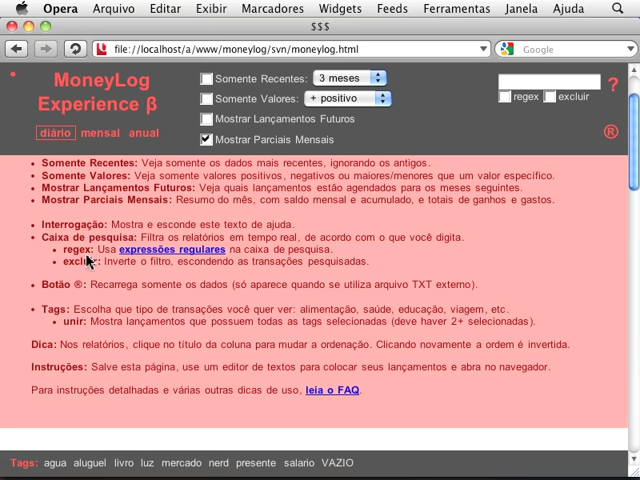 Opera Arquivo Editar Exibir Marcadores Widgets Feeds Ferramentas Janela Ajuda
$$$
file://localhost/a/www/moneylog/svn/moneylog.html
Google
MoneyLog
Experience β
diário mensal anual
Somente Recentes: 3 meses
Somente Valores: + positivo
Mostrar Lançamentos Futuros
Mostrar Parciais Mensais
?
regex excluir
®
• Somente Recentes: Veja somente os dados mais recentes, ignorando os antigos.
• Somente Valores: Veja somente valores positivos, negativos ou maiores/menores que um valor específico.
• Mostrar Lançamentos Futuros: Veja quais lançamentos estão agendados para os meses seguintes.
• Mostrar Parciais Mensais: Resumo do mês, com saldo mensal e acumulado, e totais de ganhos e gastos.
• Interrogação: Mostra e esconde este texto de ajuda.
• Caixa de pesquisa: Filtra os relatórios em tempo real, de acordo com o que você digita.
• regex: Usa expressões regulares na caixa de pesquisa.
• excluir: Inverte o filtro, escondendo as transações pesquisadas.
• Botão ®: Recarrega somente os dados (só aparece quando se utiliza arquivo TXT externo).
• Tags: Escolha que tipo de transações você quer ver: alimentação, saúde, educação, viagem, etc.
• unir: Mostra lançamentos que possuem todas as tags selecionadas (deve haver 2+ selecionadas).
Dica: Nos relatórios, clique no título da coluna para mudar a ordenação. Clicando novamente a ordem é invertida.
Instruções: Salve esta página, use um editor de textos para colocar seus lançamentos e abra no navegador.
Para instruções detalhadas e várias outras dicas de uso, leia o FAQ.
Tags: agua aluguel livro luz mercado nerd presente salario VAZIO